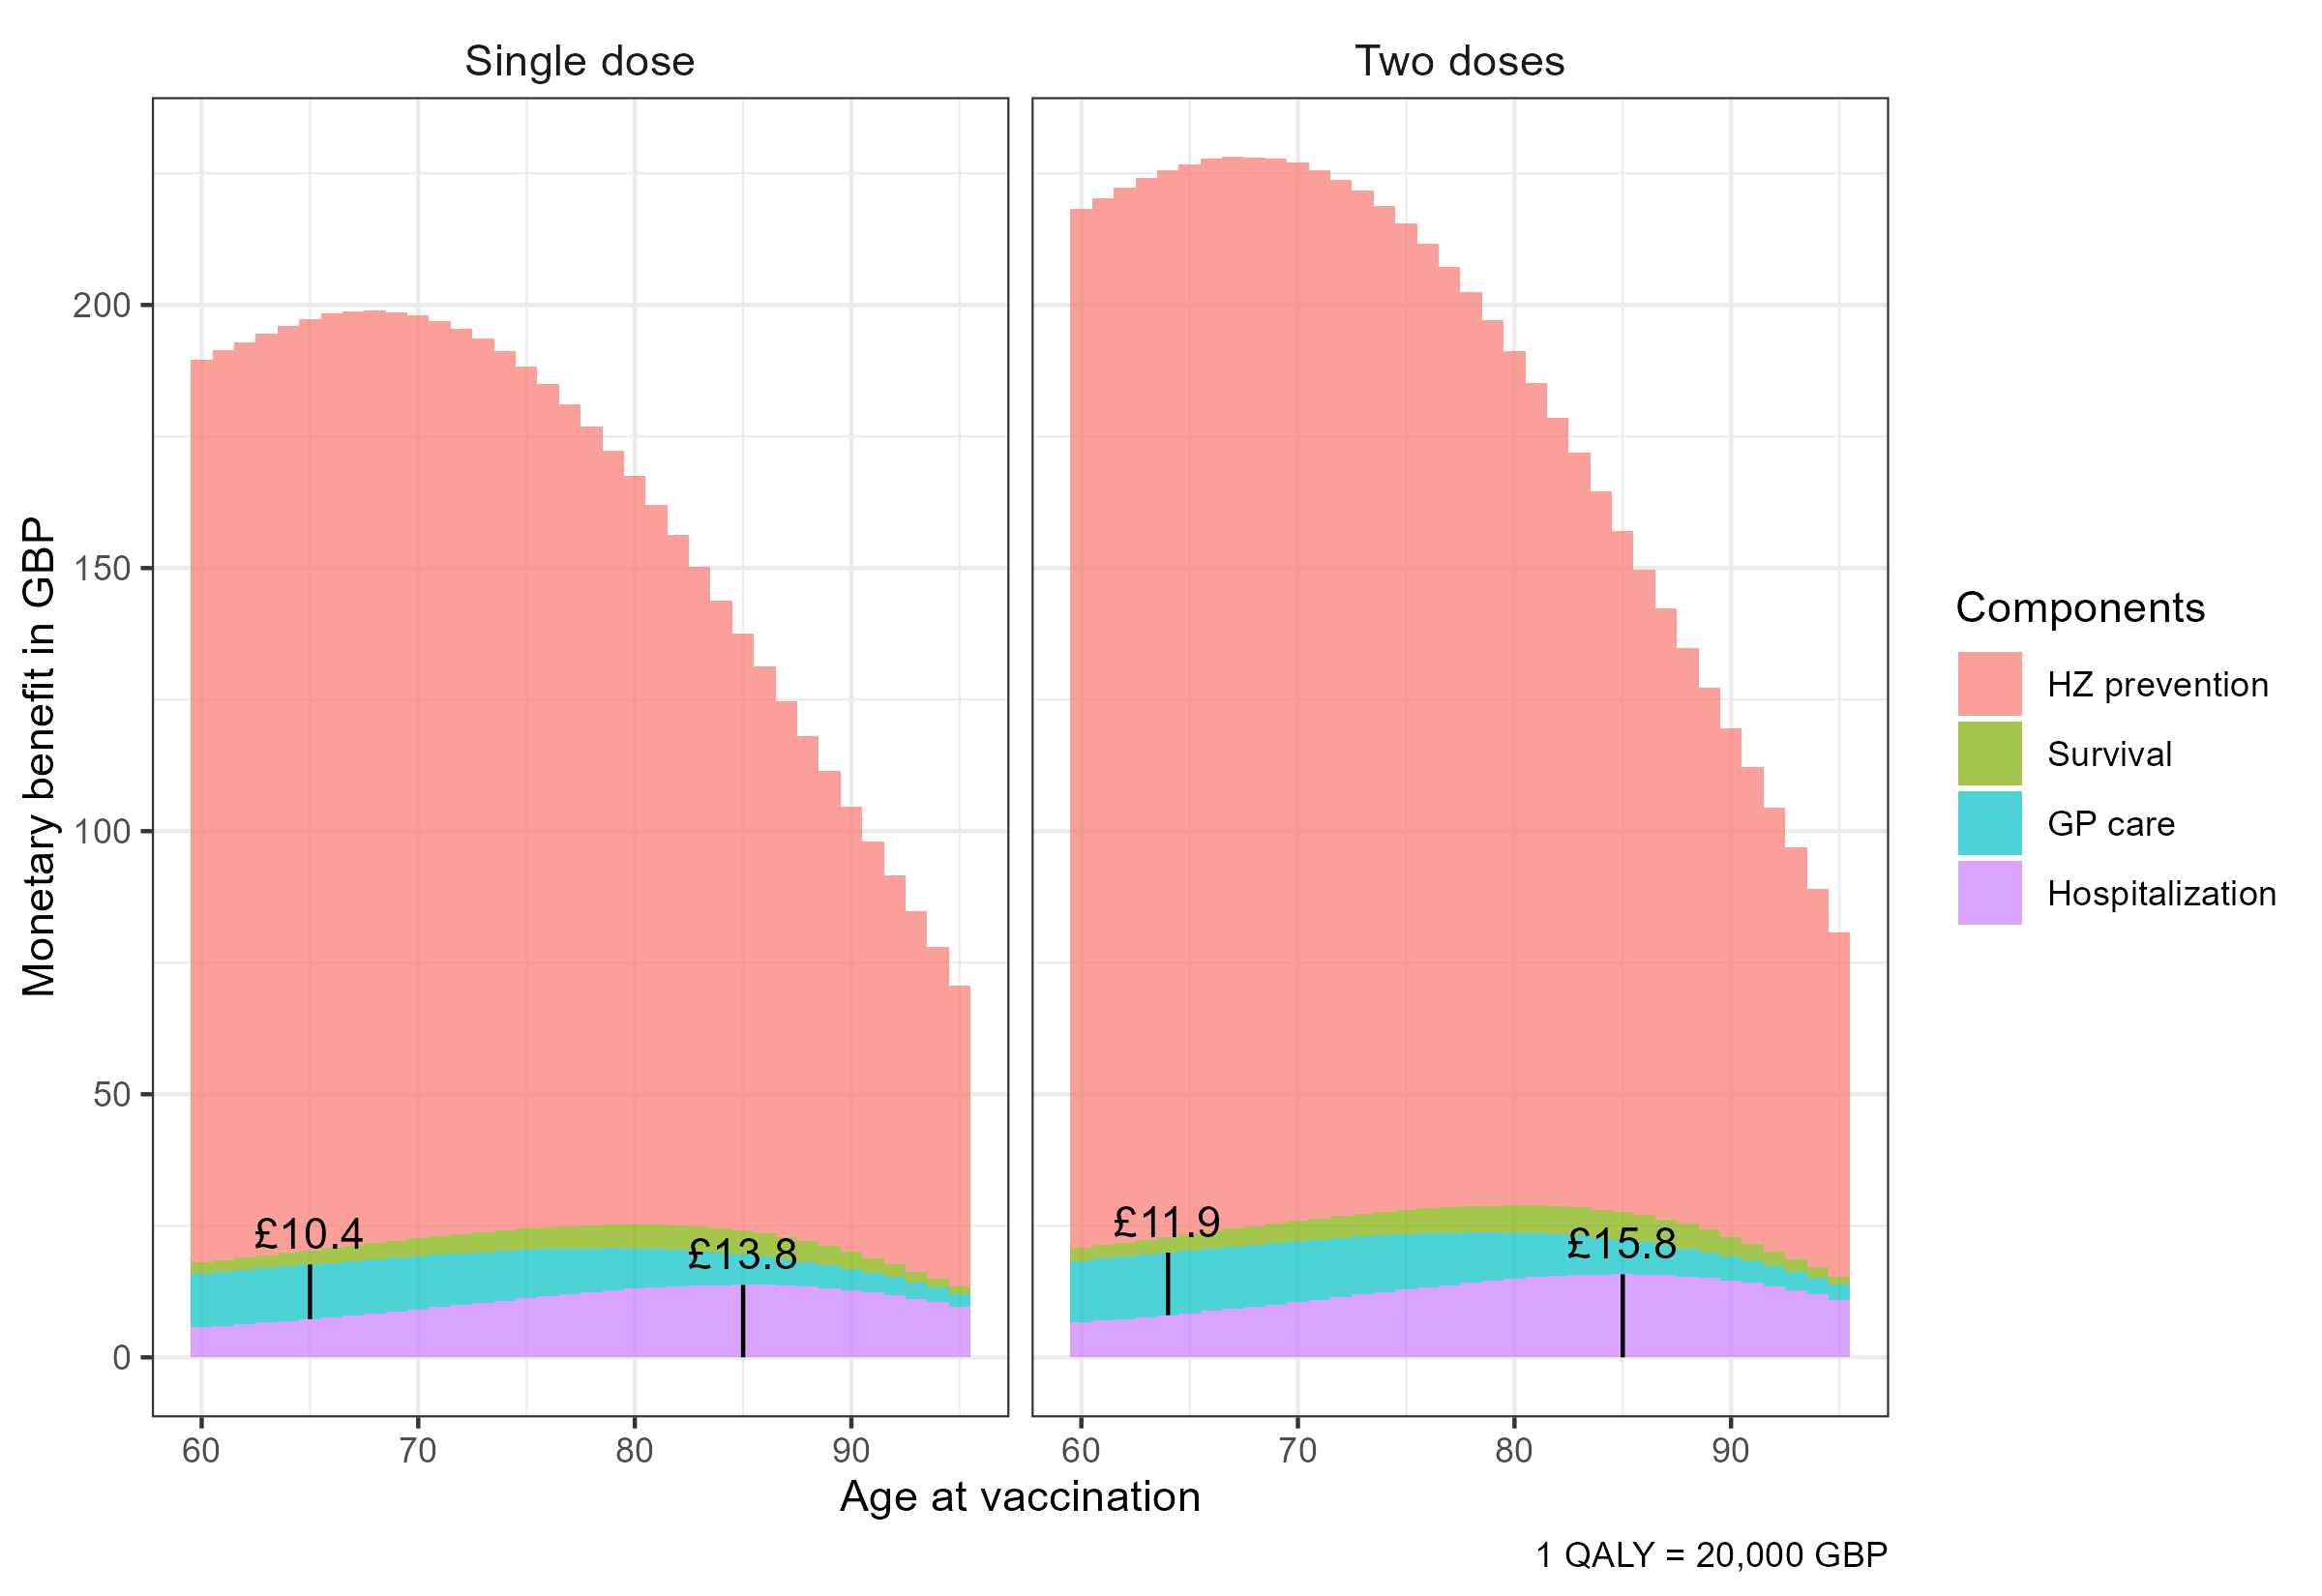 Single dose
Two doses
Monetary benefit in GBP
200
150
100
50
0
£10.4
£13.8
£11.9
£15.8
60
70
80
90
60
70
80
90
Age at vaccination
Components
HZ prevention
Survival
GP care
Hospitalization
1 QALY = 20,000 GBP